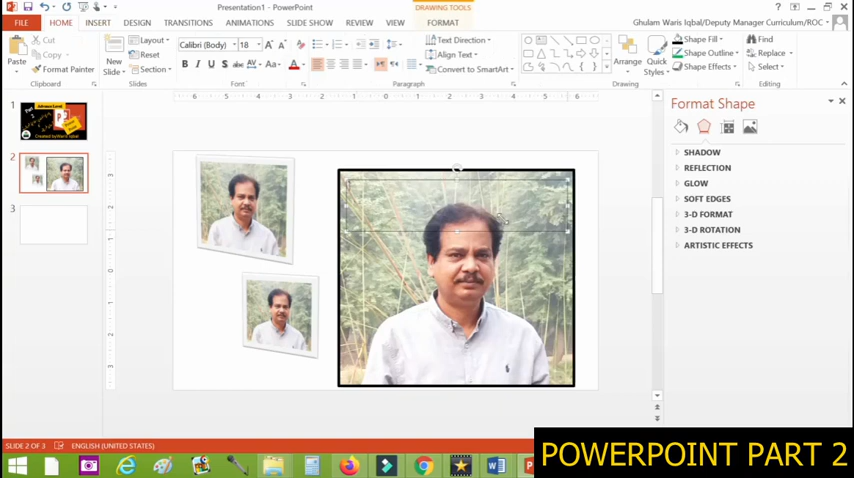 Presentation1 - PowerPoint
DRAWING TOOLS
FILE HOME INSERT DESIGN TRANSITIONS ANIMATIONS SLIDE SHOW REVIEW VIEW FORMAT
Ghulam Waris Iqbal/Deputy Manager Curriculum/ROC
Paste
Cut
Copy
Format Painter
Clipboard
New
Slide
Layout
Reset
Section
Slides
Calibri (Body) 18
Font
Paragraph
Text Direction
Align Text
Convert to SmartArt
Arrange
Quick
Styles
Shape Fill
Shape Outline
Shape Effects
Drawing
Find
Replace
Select
Editing
Format Shape
SHADOW
REFLECTION
GLOW
SOFT EDGES
3-D FORMAT
3-D ROTATION
ARTISTIC EFFECTS
1
2
3
SLIDE 2 OF 3 ENGLISH (UNITED STATES)
POWERPOINT PART 2